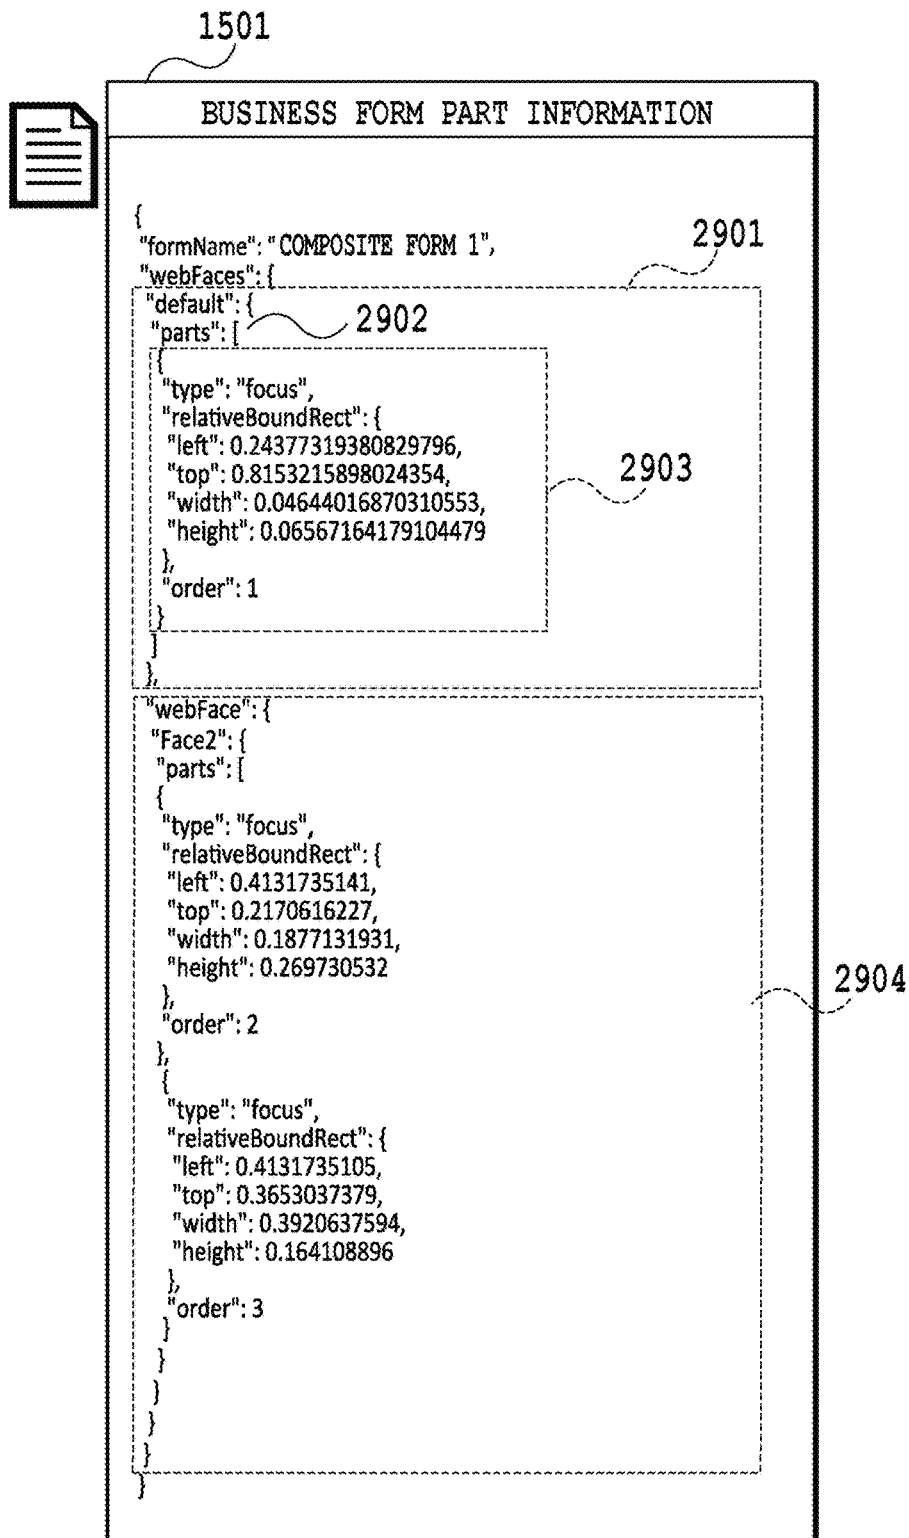 1501
BUSINESS FORM PART INFORMATION
{
"formName": "COMPOSITE FORM 1",
2901
"webFaces": {
"default": {
"parts": [
2902
{
"type": "focus",
"relativeBoundRect": {
"left": 0.24377319380829796,
"top": 0.8153215898024354,
2903
"width": 0.04644016870310553,
"height": 0.06567164179104479
},
"order": 1
}
]
},
"webFace": {
"Face2": {
"parts": [
{
"type": "focus",
"relativeBoundRect": {
"left": 0.4131735141,
"top": 0.2170616227,
"width": 0.1877131931,
"height": 0.269730532
2904
},
"order": 2
},
{
"type": "focus",
"relativeBoundRect": {
"left": 0.4131735105,
"top": 0.3653037379,
"width": 0.3920637594,
"height": 0.164108896
},
"order": 3
}
}
]
}
}
}